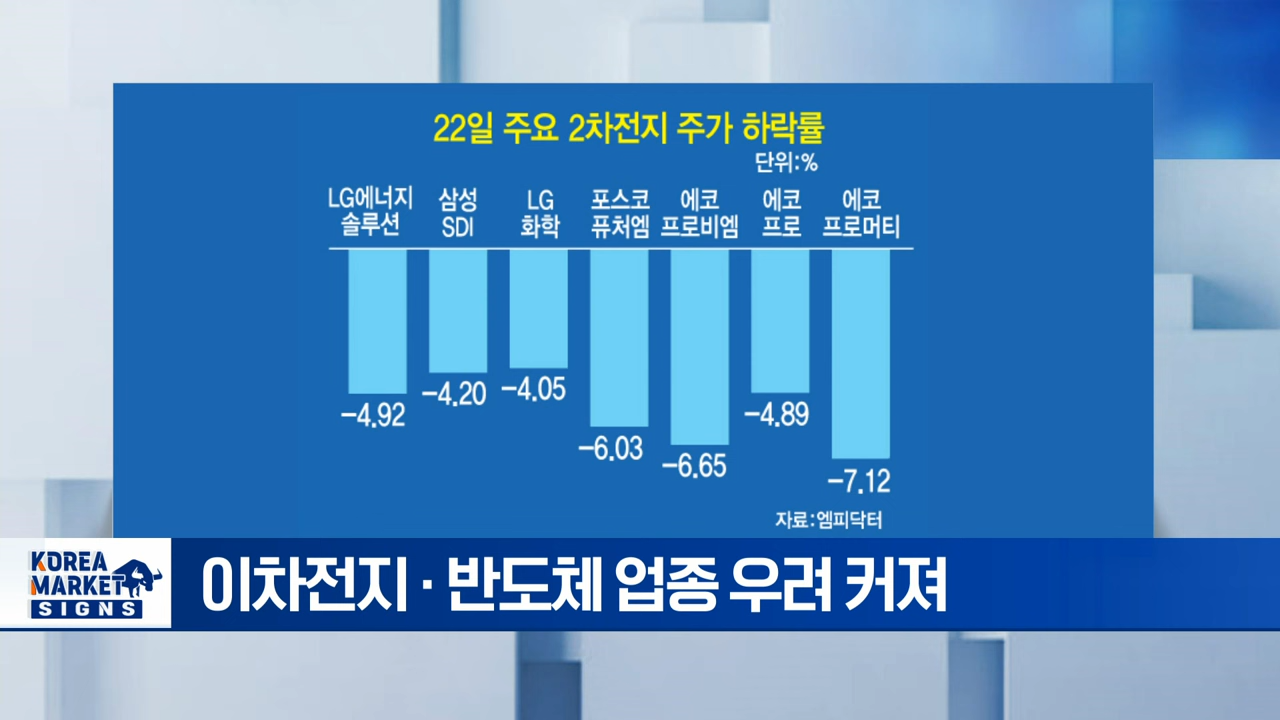 22일 주요 2차전지 주가 하락률
단위:%
LG에너지
솔루션
삼성
SDI
LG
화학
포스코
퓨처엠
에코
프로비엠
에코
프로
에코
프로머티
-4.92
-4.20
-4.05
-6.03
-6.65
-4.89
-7.12
자료:엠피닥터
KOREA
MARKET
SIGNS
이차전지·반도체 업종 우려 커져